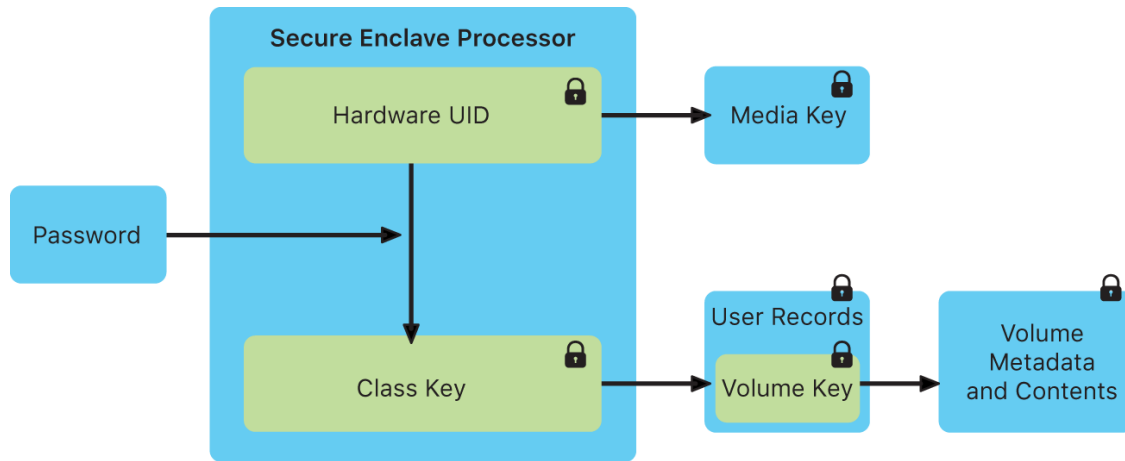 Secure Enclave Processor
Hardware UID
Media Key
Password
Class Key
User Records
Volume Key
Volume
Metadata
and Contents